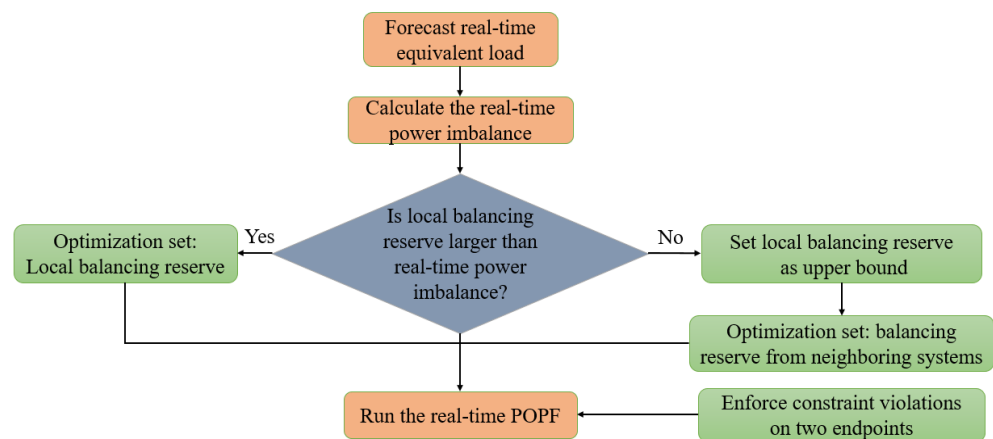 Forecast real-time
equivalent load
Calculate the real-time
power imbalance
Is local balancing
reserve larger than
real-time power
imbalance?
Yes
No
Optimization set:
Local balancing reserve
Set local balancing reserve
as upper bound
Optimization set: balancing
reserve from neighboring systems
Run the real-time POPF
Enforce constraint violations
on two endpoints